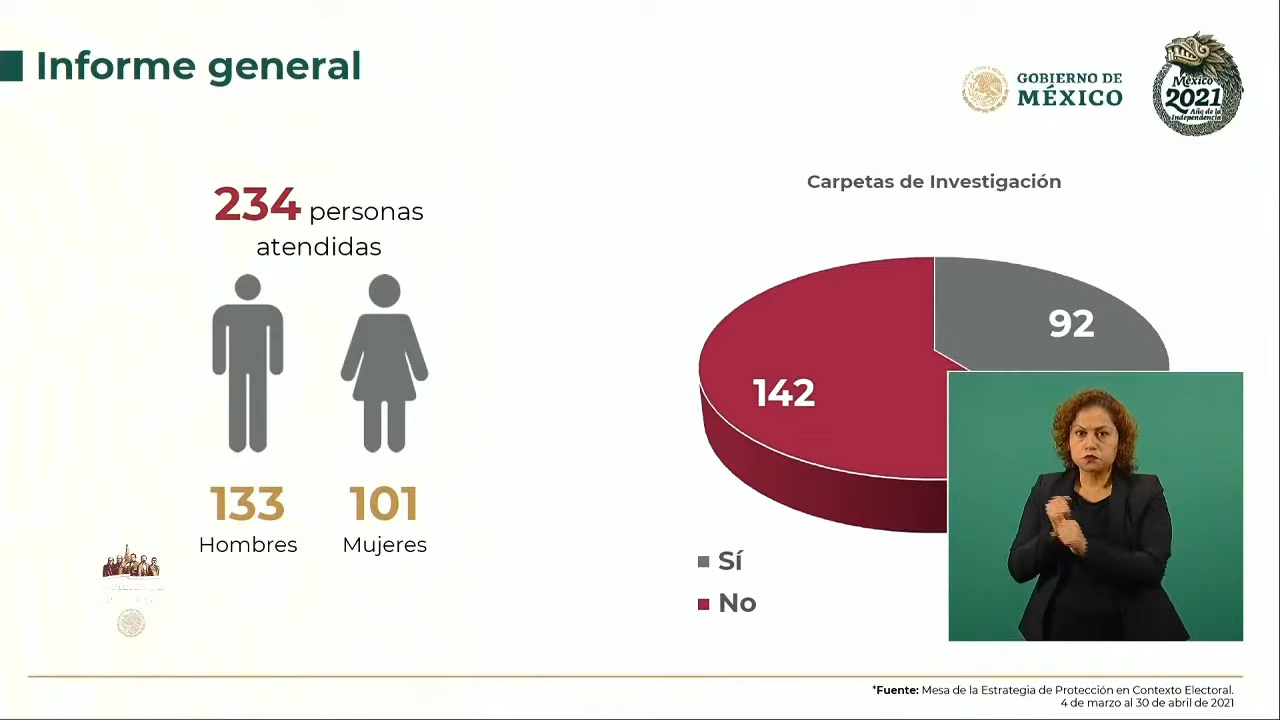 Informe general
GOBIERNO DE
MÉXICO
México
2021
Año de la
Independencia
234 personas
atendidas
133
Hombres
101
Mujeres
Carpetas de Investigación
92
142
Sí
No
*Fuente: Mesa de la Estrategia de Protección en Contexto Electoral.
4 de marzo al 30 de abril de 2021